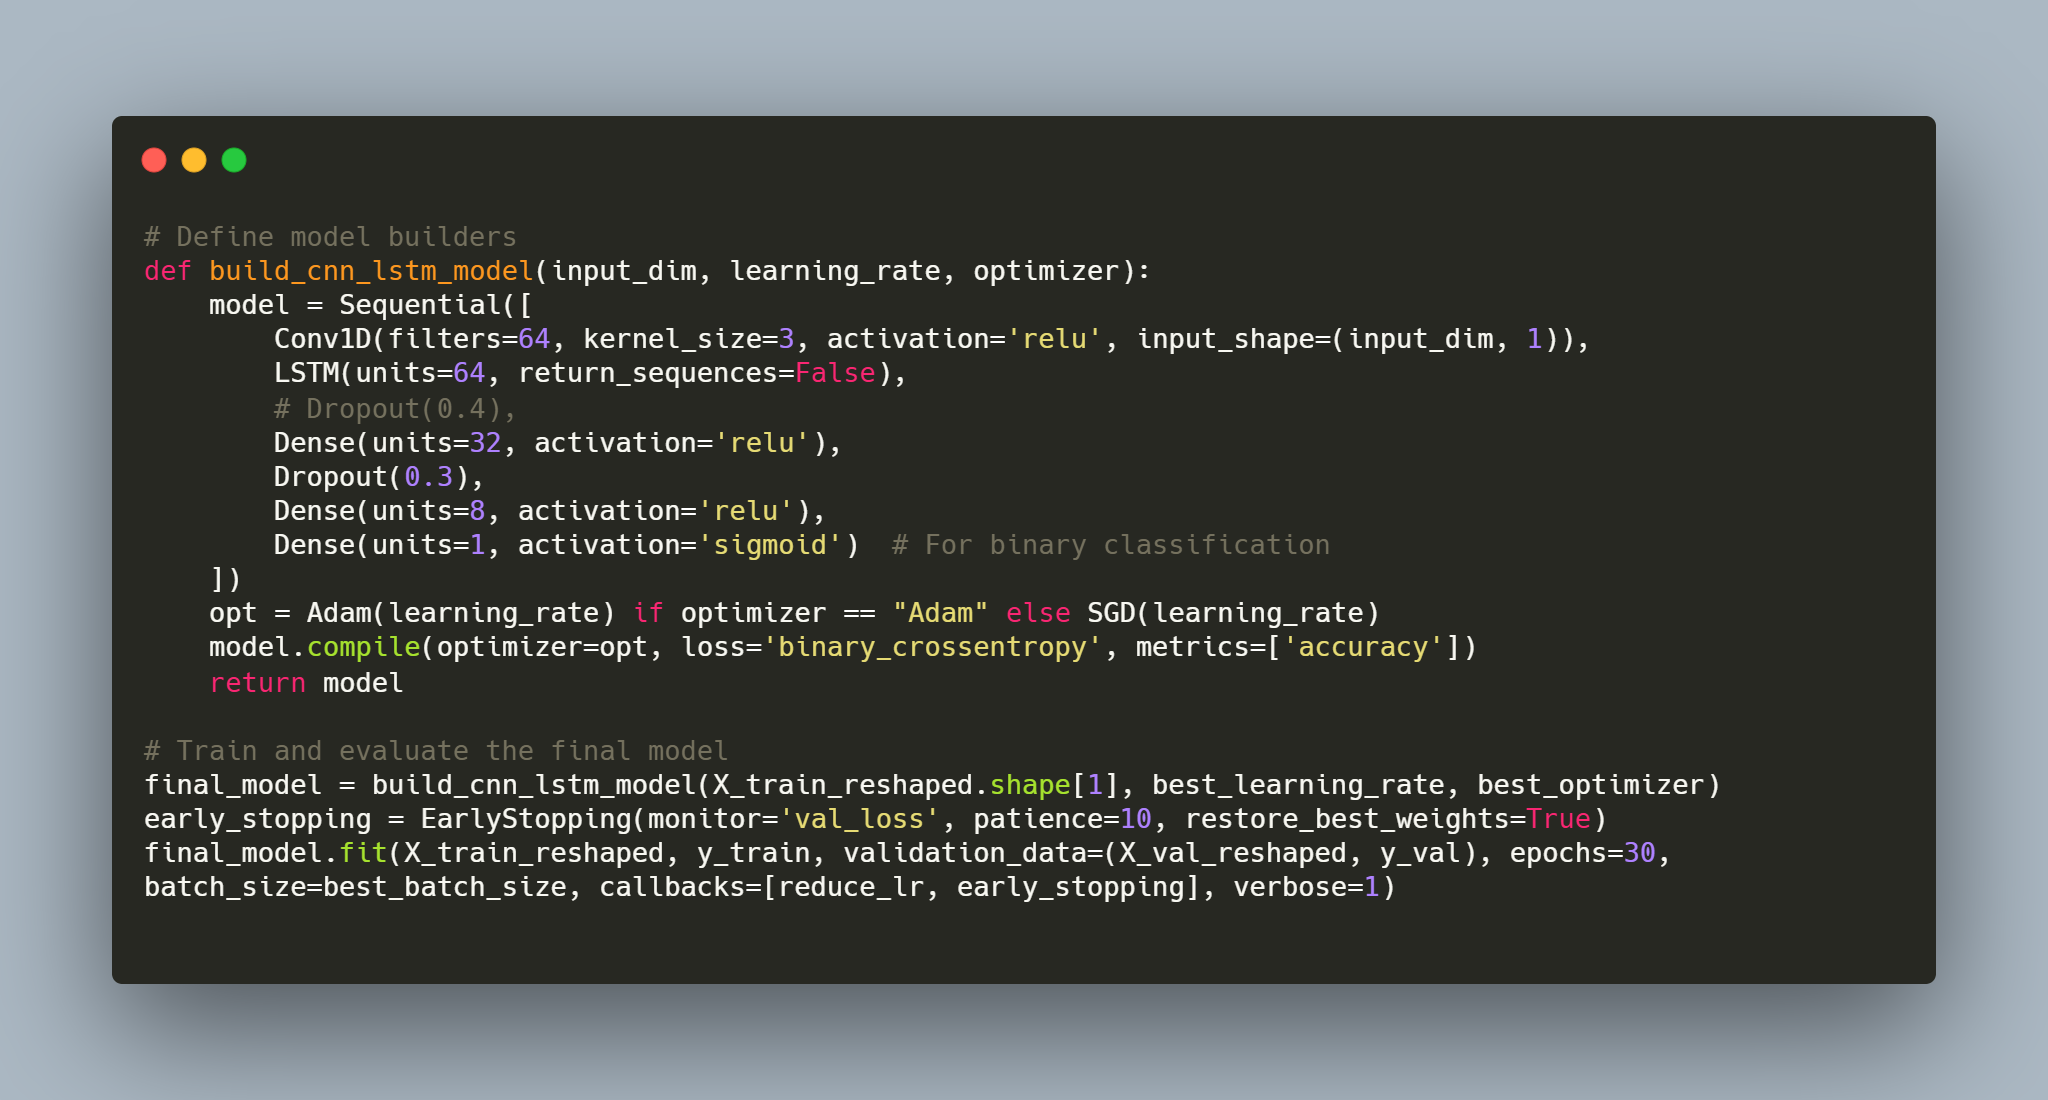 # Define model builders
def build_cnn_lstm_model(input_dim, learning_rate, optimizer):
    model = Sequential([
        Conv1D(filters=64, kernel_size=3, activation='relu', input_shape=(input_dim, 1)),
        LSTM(units=64, return_sequences=False),
        # Dropout(0.4),
        Dense(units=32, activation='relu'),
        Dropout(0.3),
        Dense(units=8, activation='relu'),
        Dense(units=1, activation='sigmoid')  # For binary classification
    ])
    opt = Adam(learning_rate) if optimizer == "Adam" else SGD(learning_rate)
    model.compile(optimizer=opt, loss='binary_crossentropy', metrics=['accuracy'])
    return model

# Train and evaluate the final model
final_model = build_cnn_lstm_model(X_train_reshaped.shape[1], best_learning_rate, best_optimizer)
early_stopping = EarlyStopping(monitor='val_loss', patience=10, restore_best_weights=True)
final_model.fit(X_train_reshaped, y_train, validation_data=(X_val_reshaped, y_val), epochs=30,
batch_size=best_batch_size, callbacks=[reduce_lr, early_stopping], verbose=1)